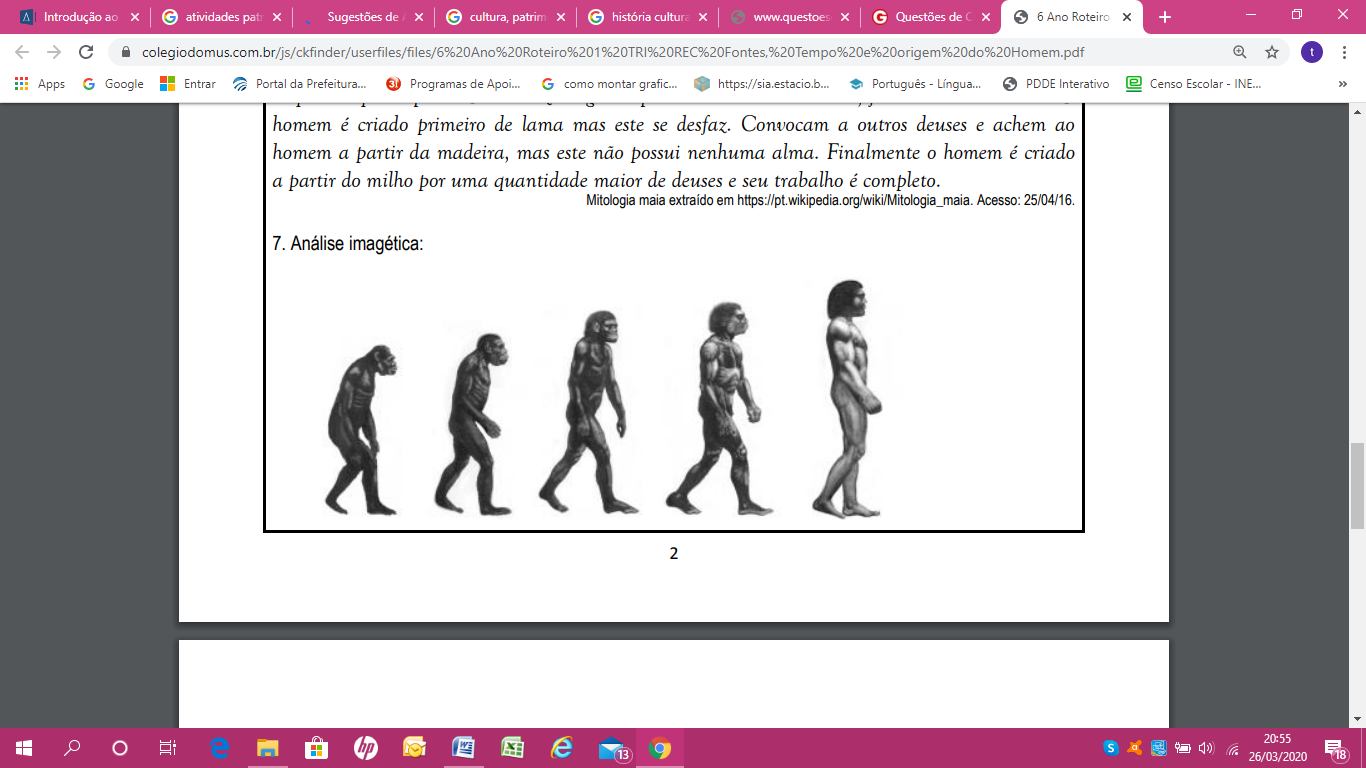 Introdução ao
atividades patr
Sugestões de A
cultura, patrim
história cultura
www.questoes
Questões de C
6 Ano Roteiro
colegiodomus.com.br/js/ckfinder/userfiles/files/6%20Ano%20Roteiro%201%20TRI%20REC%20Fontes,%20Tempo%20e%20origem%20do%20Homem.pdf
t
Apps
Google
Entrar
Portal da Prefeitura...
31
Programas de Apoi...
como montar grafic...
https://sia.estacio.b...
Português – Língua...
PDDE Interativo
Censo Escolar - INE...
»
homem é criado primeiro de lama mas este se desfaz. Convocam a outros deuses e achem ao
homem a partir da madeira, mas este não possui nenhuma alma. Finalmente o homem é criado
a partir do milho por uma quantidade maior de deuses e seu trabalho é completo.
Mitologia maia extraído em https://pt.wikipedia.org/wiki/Mitologia_maia. Acesso: 25/04/16.
7. Análise imagética:
2
13
20:55
26/03/2020
18